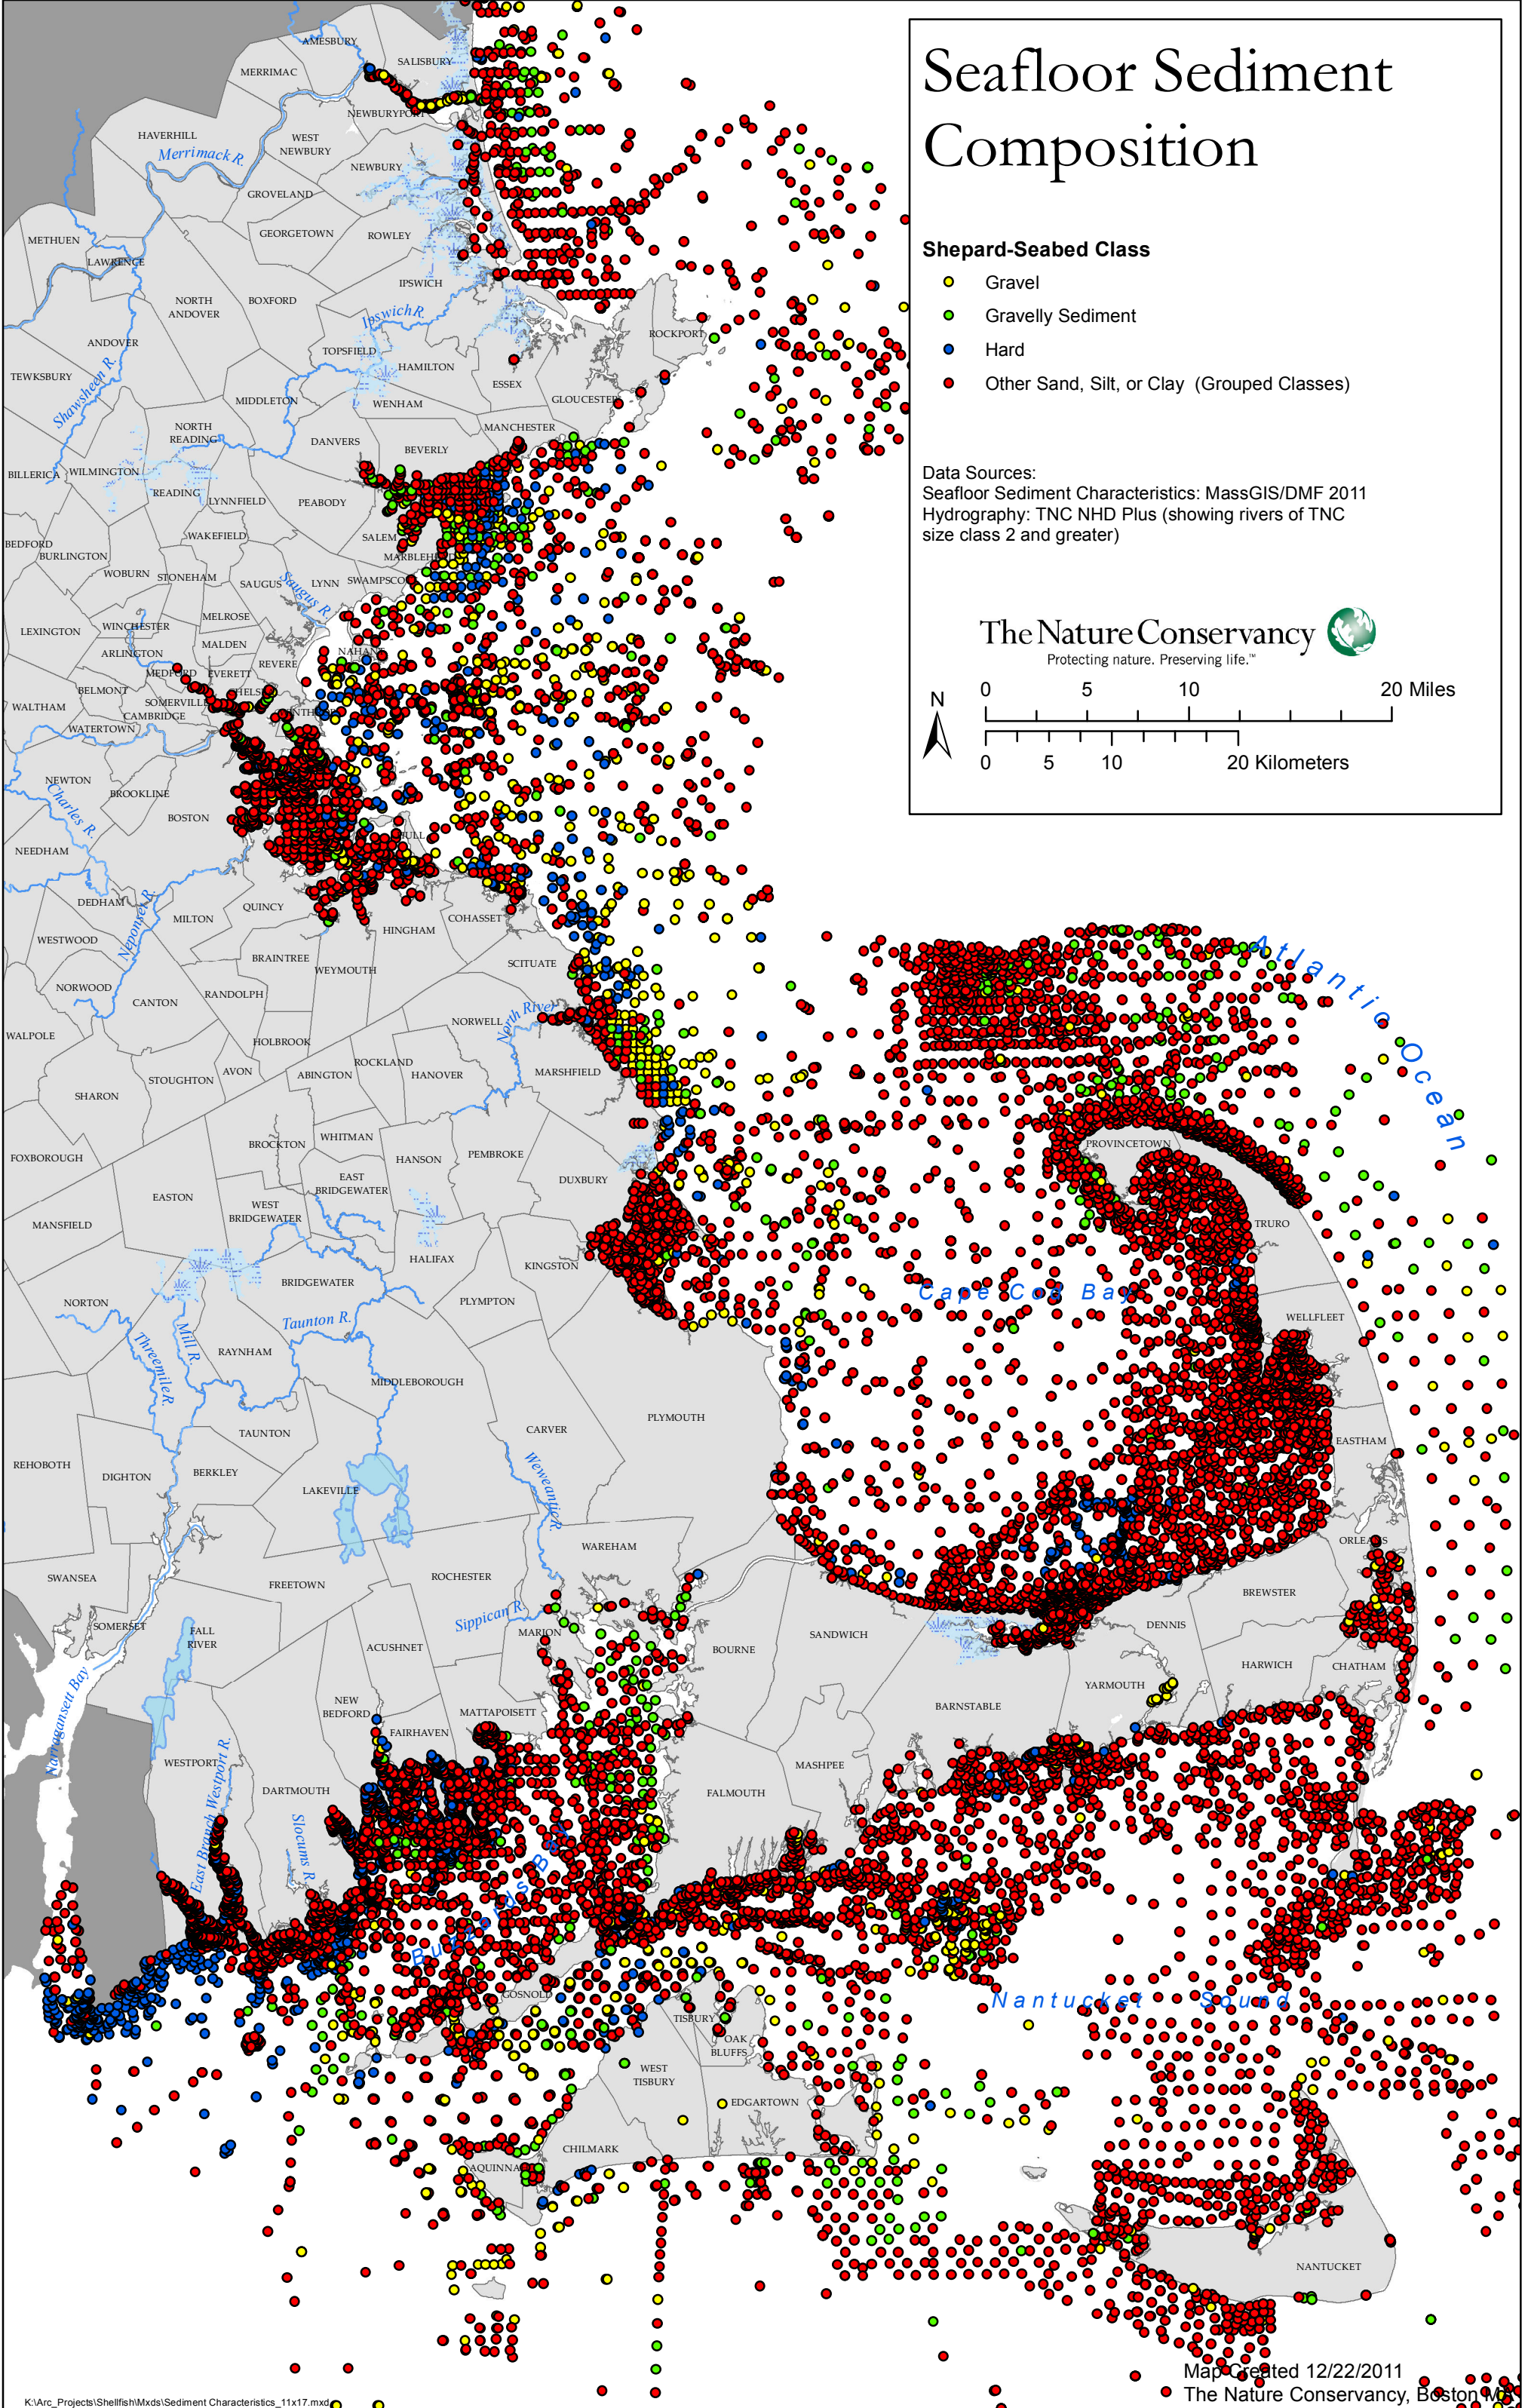 Seafloor Sediment
Composition
Shepard-Seabed Class
Gravel
Gravelly Sediment
Hard
Other Sand, Silt, or Clay (Grouped Classes)
Data Sources:
Seafloor Sediment Characteristics: MassGIS/DMF 2011
Hydrography: TNC NHD Plus (showing rivers of TNC
size class 2 and greater)
The Nature Conservancy
Protecting nature. Preserving life.™
N
0 5 10 20 Miles
0 5 10 20 Kilometers
AMESBURY
SALISBURY
MERRIMAC
NEWBURYPORT
HAVERHILL
WEST
NEWBURY
Merrimack R.
NEWBURY
GROVELAND
GEORGETOWN
ROWLEY
METHUEN
LAWRENCE
IPSWICH
NORTH
ANDOVER
BOXFORD
Ipswich R.
ROCKPORT
ANDOVER
TOPSFIELD
HAMILTON
TEWKSBURY
Shawsheen R.
ESSEX
MIDDLETON
WENHAM
GLOUCESTER
NORTH
READING
DANVERS
MANCHESTER
BEVERLY
BILLERICA
WILMINGTON
READING
LYNNFIELD
PEABODY
BEDFORD
BURLINGTON
WAKEFIELD
SALEM
MARBLEHEAD
WOBURN
STONEHAM
SAUGUS
LYNN
Saugus R.
LEXINGTON
WINCHESTER
MELROSE
ARLINGTON
MALDEN
NAHANT
MEDFORD
EVERETT
REVERE
BELMONT
WALTHAM
SOMERVILLE
CAMBRIDGE
WATERTOWN
NEWTON
BROOKLINE
Charles R.
BOSTON
NEEDHAM
DEDHAM
Neponset R.
MILTON
QUINCY
COHASSET
HINGHAM
WESTWOOD
BRAINTREE
WEYMOUTH
SCITUATE
NORWOOD
CANTON
RANDOLPH
NORWELL
North River
WALPOLE
HOLBROOK
ROCKLAND
AVON
ABINGTON
HANOVER
MARSHFIELD
STOUGHTON
SHARON
BROCKTON
WHITMAN
FOXBOROUGH
HANSON
PEMBROKE
EAST
BRIDGEWATER
DUXBURY
EASTON
WEST
BRIDGEWATER
MANSFIELD
HALIFAX
KINGSTON
BRIDGEWATER
PLYMPTON
NORTON
Taunton R.
Mill R.
Threemile R.
RAYNHAM
MIDDLEBOROUGH
PLYMOUTH
CARVER
TAUNTON
REHOBOTH
DIGHTON
BERKLEY
LAKEVILLE
Weweantic R.
WAREHAM
SWANSEA
FREETOWN
ROCHESTER
Sippican R.
SOMERSET
FALL
RIVER
ACUSHNET
MARION
BOURNE
SANDWICH
Narragansett Bay
NEW
BEDFORD
FAIRHAVEN
MATTAPOISETT
WESTPORT
East Branch Westport R.
DARTMOUTH
Slocums R.
FALMOUTH
MASHPEE
BARNSTABLE
YARMOUTH
DENNIS
BREWSTER
HARWICH
CHATHAM
ORLEANS
EASTHAM
WELLFLEET
TRURO
PROVINCETOWN
Atlantic Ocean
Cape Cod Bay
Buzzards Bay
Nantucket Sound
GOSNOLD
TISBURY
OAK
BLUFFS
WEST
TISBURY
EDGARTOWN
CHILMARK
AQUINNA
NANTUCKET
Map Created 12/22/2011
The Nature Conservancy, Boston
K:\Arc_Projects\Shellfish\Mxds\Sediment Characteristics_11x17.mxd